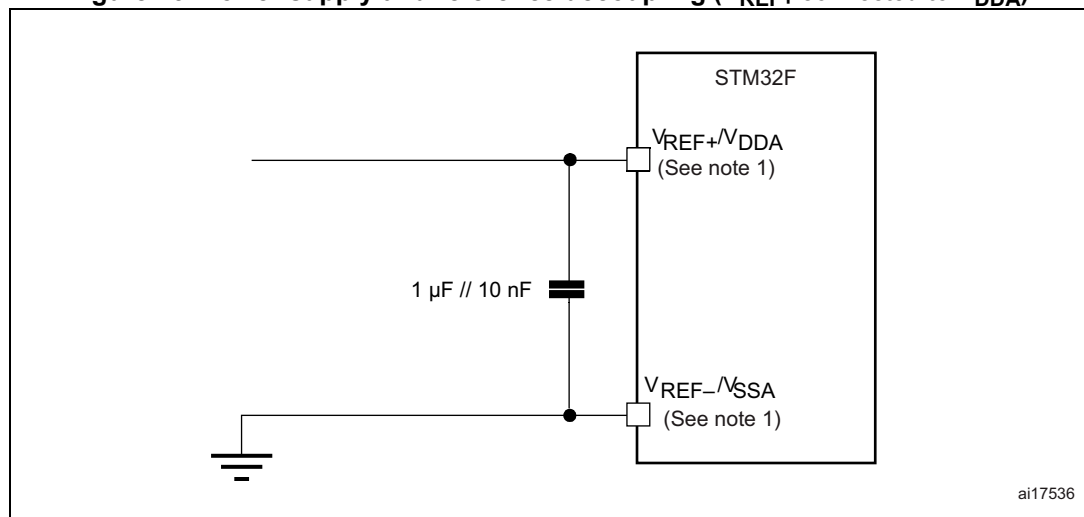 STM32F
VREF+/VDDA
(See note 1)
1 µF // 10 nF
VREF–/VSSA
(See note 1)
ai17536